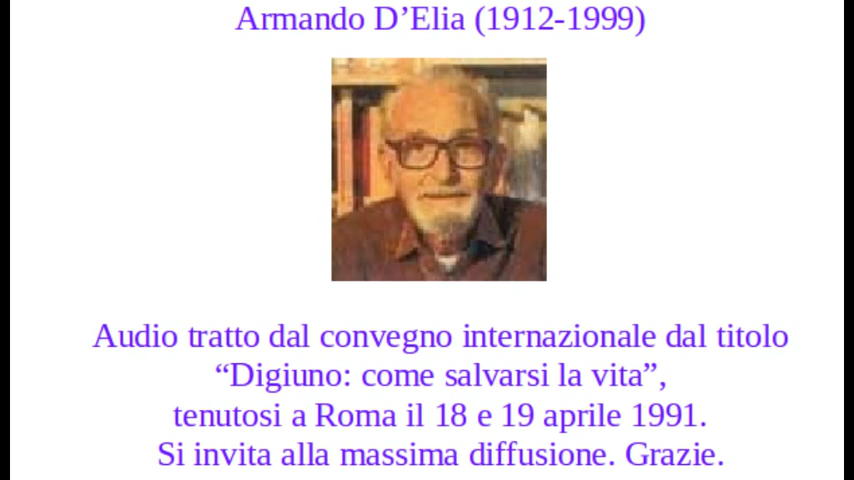 Armando D’Elia (1912-1999)
Audio tratto dal convegno internazionale dal titolo
“Digiuno: come salvarsi la vita”,
tenutosi a Roma il 18 e 19 aprile 1991.
Si invita alla massima diffusione. Grazie.